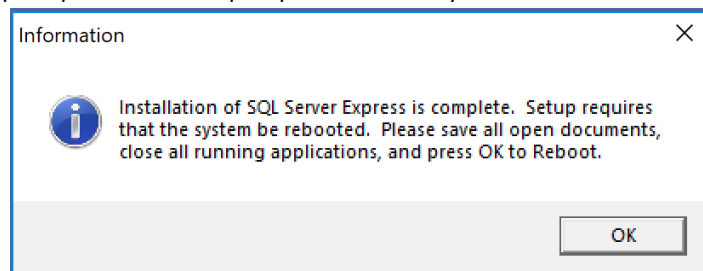 Information
Installation of SQL Server Express is complete.  Setup requires
that the system be rebooted.  Please save all open documents,
close all running applications, and press OK to Reboot.
OK